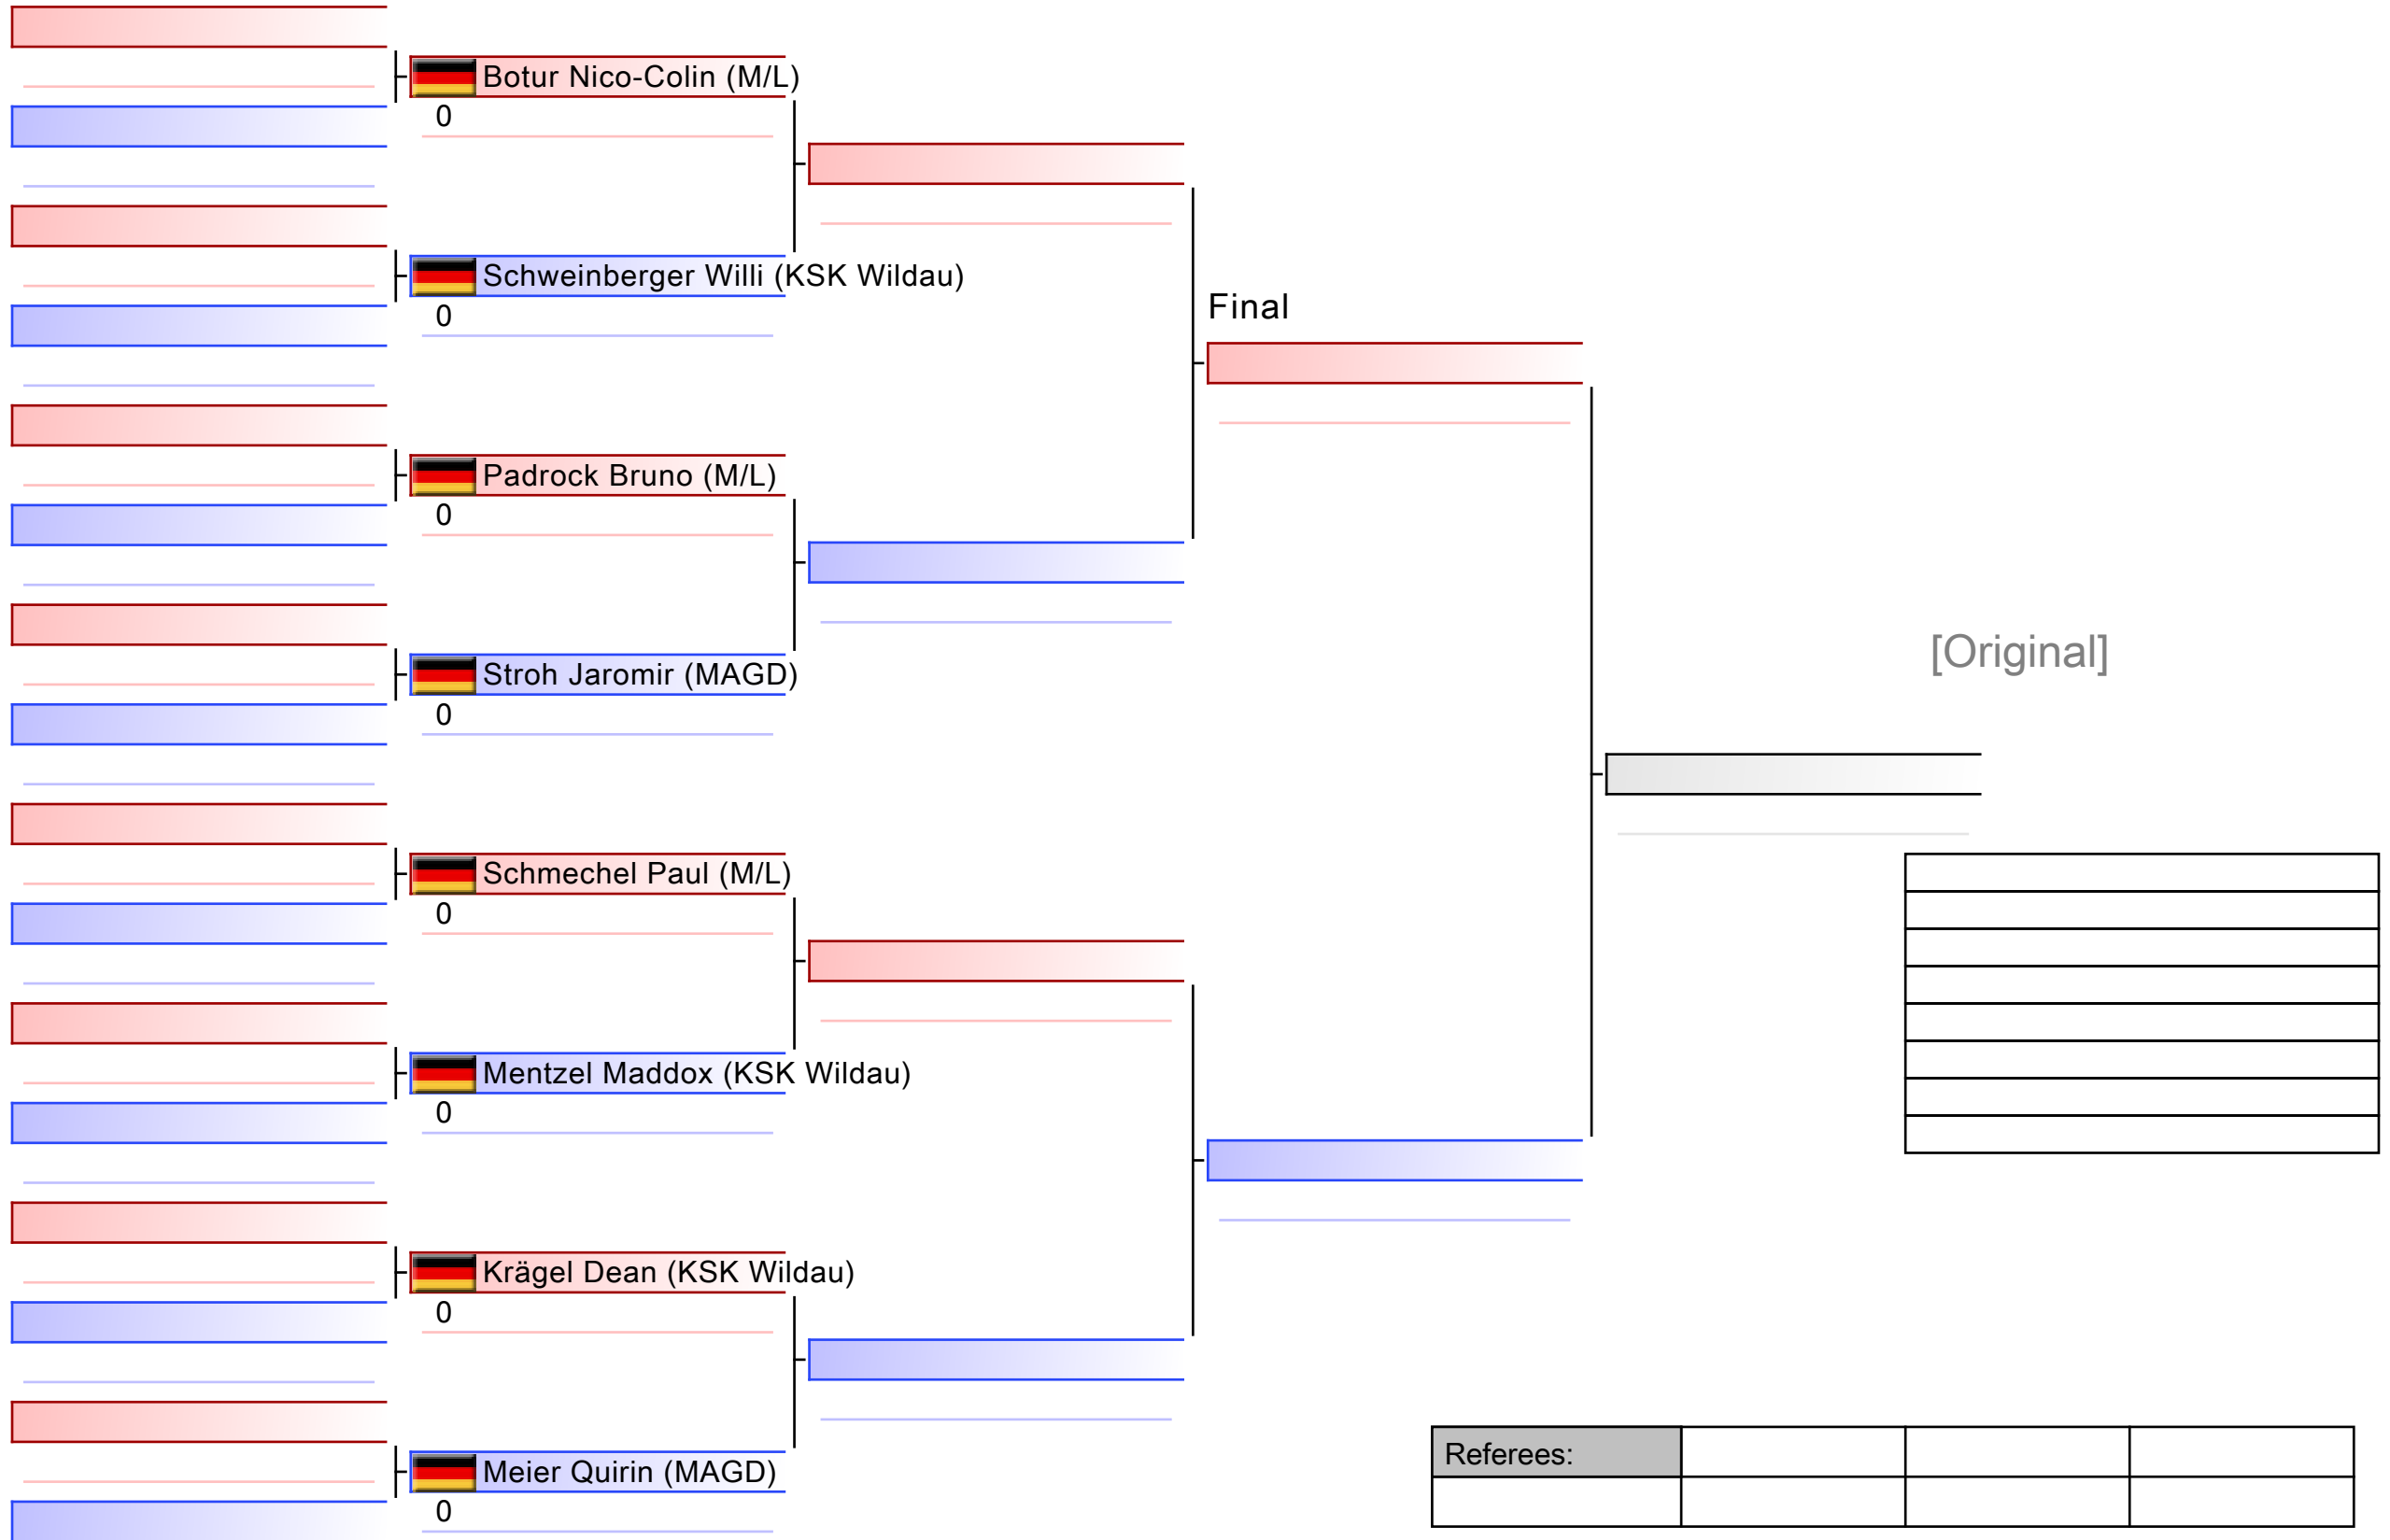 Botur Nico-Colin (M/L)
0
Schweinberger Willi (KSK Wildau)
0
Final
Padrock Bruno (M/L)
0
Stroh Jaromir (MAGD)
0
[Original]
Schmechel Paul (M/L)
0
Mentzel Maddox (KSK Wildau)
0
Krägel Dean (KSK Wildau)
0
Meier Quirin (MAGD)
0
Referees: